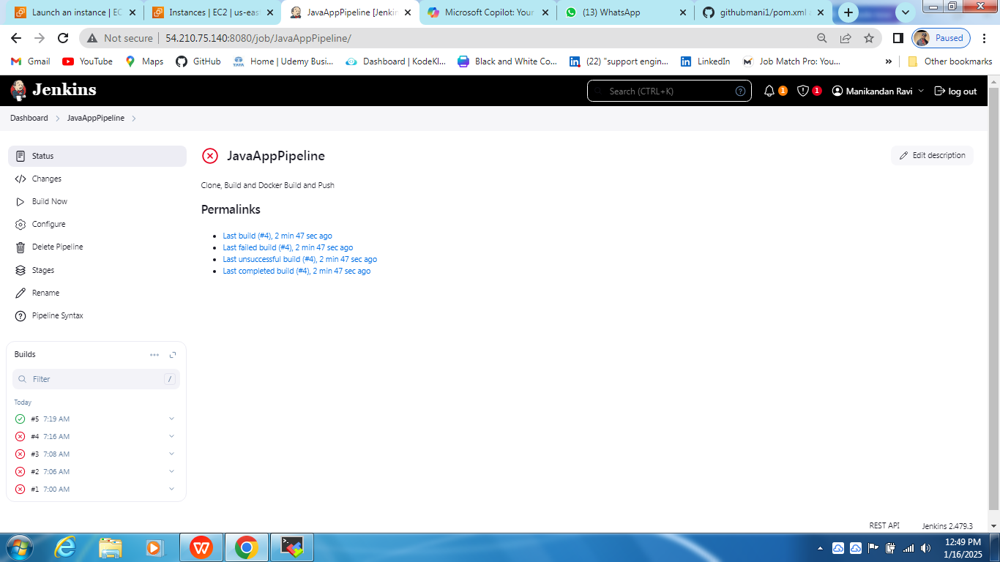 Launch an instance | EC
Instances | EC2 | us-eas
JavaAppPipeline [Jenkin
Microsoft Copilot: Your
(13) WhatsApp
githubmani1/pom.xml a
Not secure
54.210.75.140:8080/job/JavaAppPipeline/
Paused
Gmail
YouTube
Maps
GitHub
TATA
Home | Udemy Busi...
Dashboard | KodeKl...
Black and White Co...
(22) "support engin...
LinkedIn
Job Match Pro: You...
»
Other bookmarks
Jenkins
Search (CTRL+K)
1
1
Manikandan Ravi
log out
Dashboard
JavaAppPipeline
Status
Changes
Build Now
Configure
Delete Pipeline
Stages
Rename
Pipeline Syntax
JavaAppPipeline
Edit description
Clone, Build and Docker Build and Push
Permalinks
Last build (#4), 2 min 47 sec ago
Last failed build (#4), 2 min 47 sec ago
Last unsuccessful build (#4), 2 min 47 sec ago
Last completed build (#4), 2 min 47 sec ago
Builds
Filter
/
Today
#5 7:19 AM
#4 7:16 AM
#3 7:08 AM
#2 7:06 AM
#1 7:00 AM
REST API
Jenkins 2.479.3
12:49 PM
1/16/2025